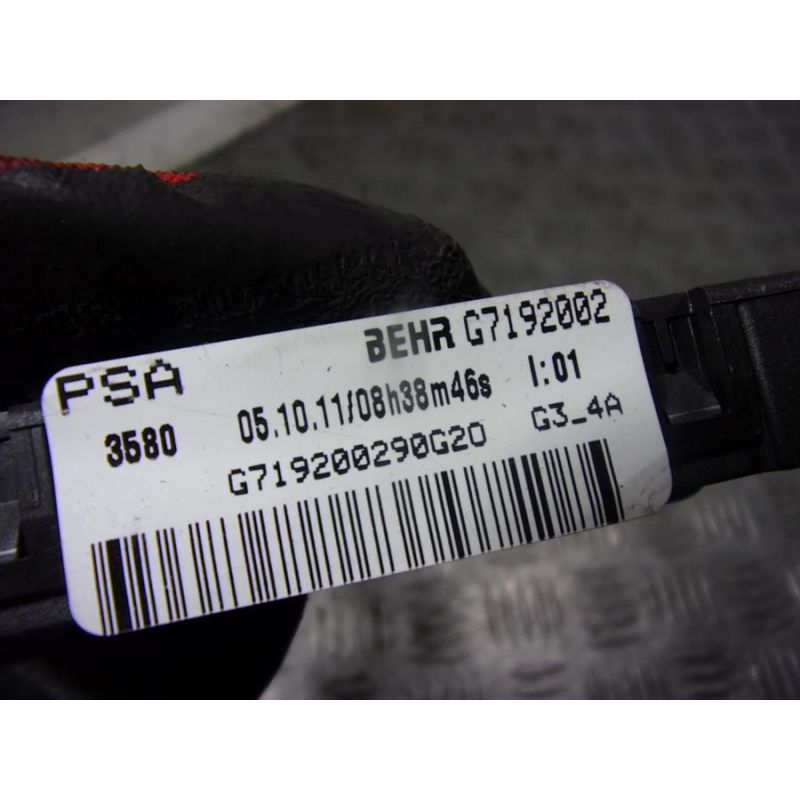 PSA BEHR G7192002
3580 05.10.11/08h38m46s I:01
G719200290G20 G3_4A